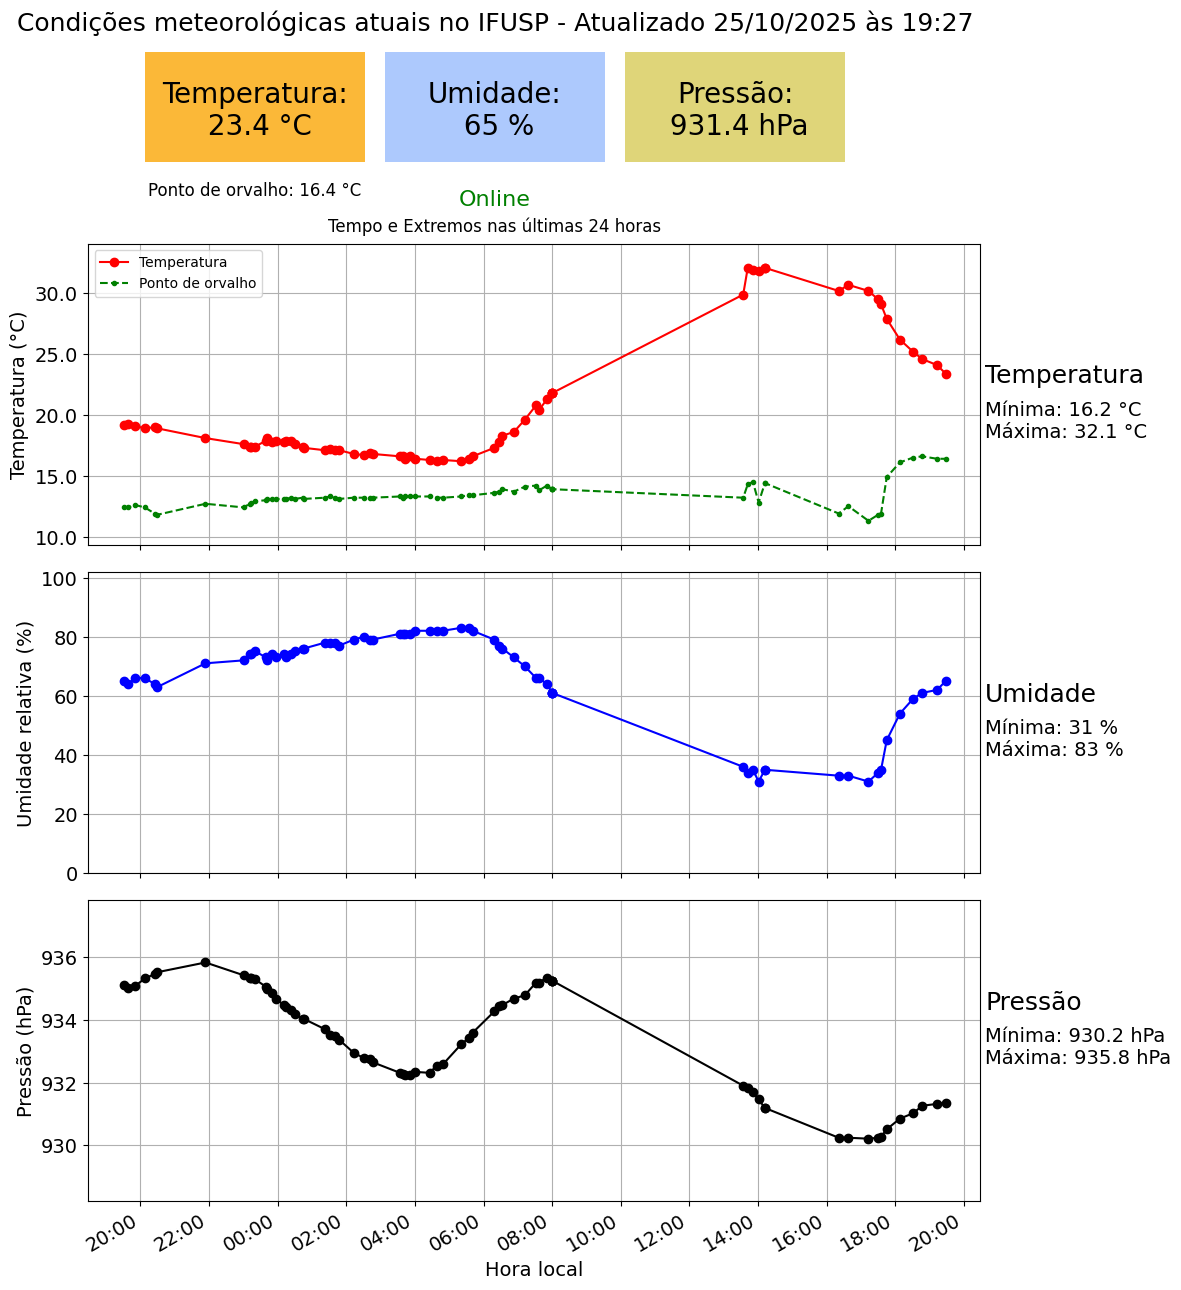 Condições meteorológicas atuais no IFUSP - Atualizado 25/10/2025 às 19:27
Temperatura:
23.4 °C
Umidade:
65 %
Pressão:
931.4 hPa
Ponto de orvalho: 16.4 °C
Online
Tempo e Extremos nas últimas 24 horas
Temperatura
Ponto de orvalho
Temperatura (°C)
30.0
25.0
20.0
15.0
10.0
Temperatura
Mínima: 16.2 °C
Máxima: 32.1 °C
Umidade relativa (%)
100
80
60
40
20
0
Umidade
Mínima: 31 %
Máxima: 83 %
Pressão (hPa)
936
934
932
930
Pressão
Mínima: 930.2 hPa
Máxima: 935.8 hPa
20:00
22:00
00:00
02:00
04:00
06:00
08:00
10:00
12:00
14:00
16:00
18:00
20:00
Hora local